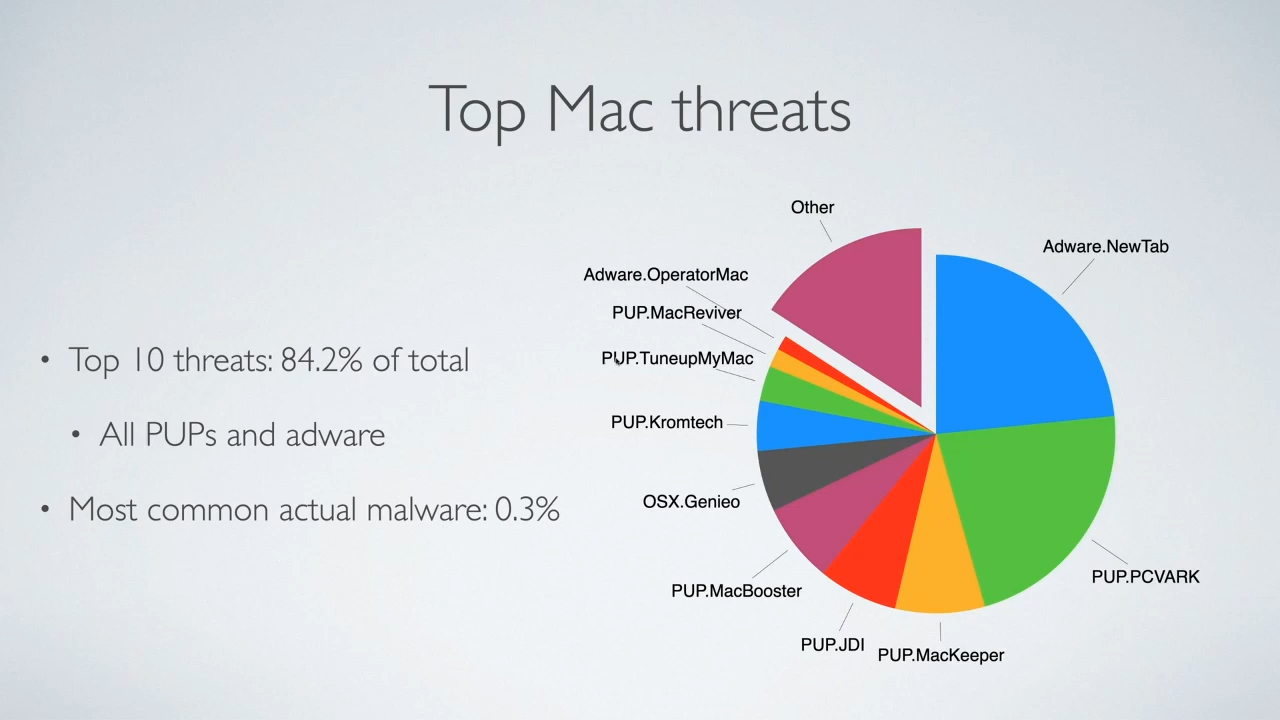 Top Mac threats
• Top 10 threats: 84.2% of total
• All PUPs and adware
• Most common actual malware: 0.3%
Other
Adware.NewTab
Adware.OperatorMac
PUP.MacReviver
PUP.TuneupMyMac
PUP.Kromtech
OSX.Genieo
PUP.MacBooster
PUP.JDI
PUP.MacKeeper
PUP.PCVARK